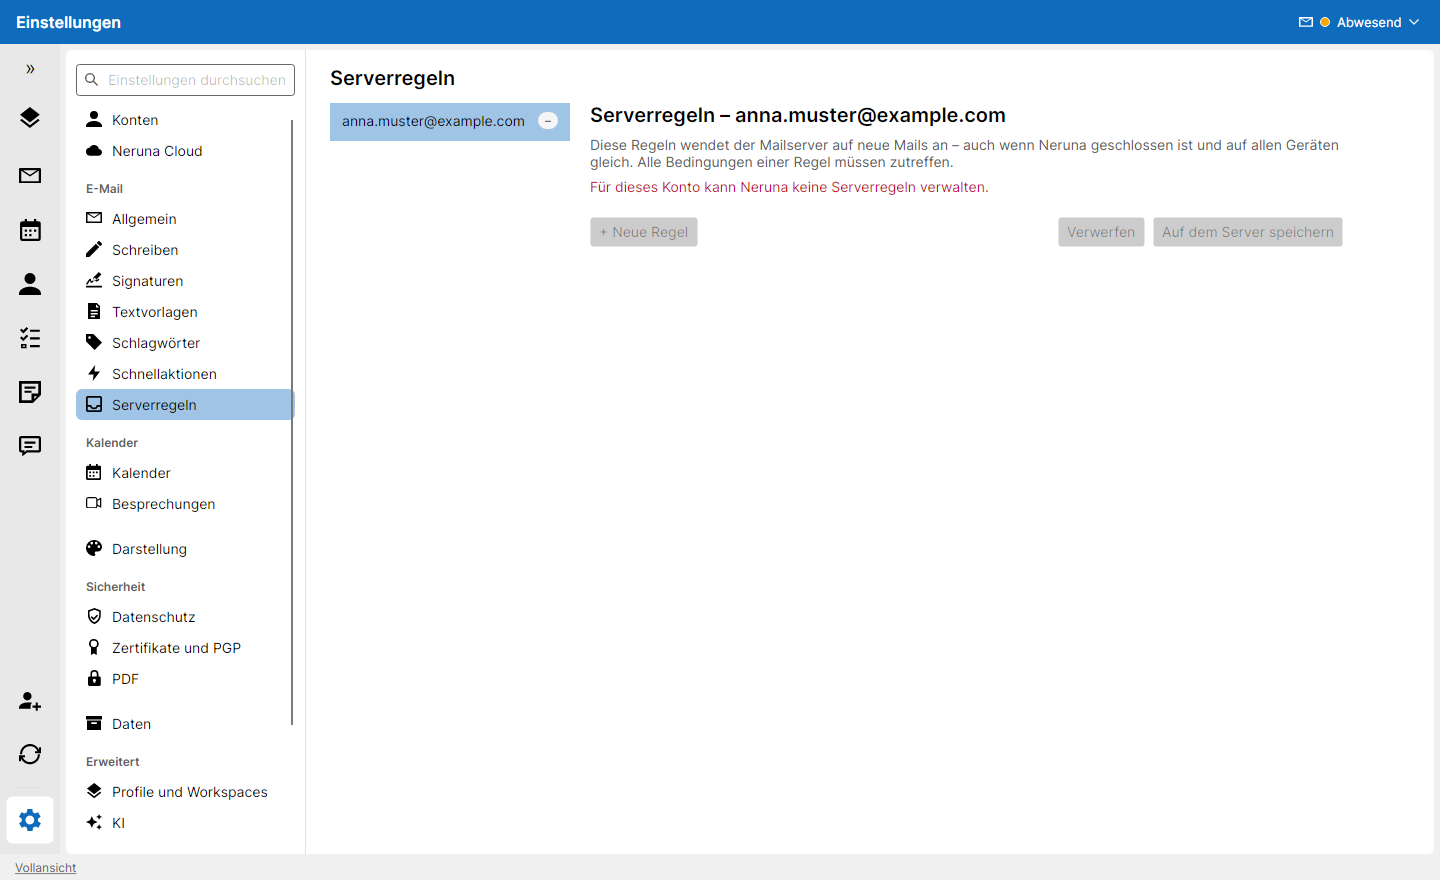 Einstellungen
Abwesend
»
Einstellungen durchsuchen
Konten
Neruna Cloud
E-Mail
Allgemein
Schreiben
Signaturen
Textvorlagen
Schlagwörter
Schnellaktionen
Serverregeln
Kalender
Kalender
Besprechungen
Darstellung
Sicherheit
Datenschutz
Zertifikate und PGP
PDF
Daten
Erweitert
Profile und Workspaces
KI
Serverregeln
anna.muster@example.com –
Serverregeln – anna.muster@example.com
Diese Regeln wendet der Mailserver auf neue Mails an – auch wenn Neruna geschlossen ist und auf allen Geräten
gleich. Alle Bedingungen einer Regel müssen zutreffen.
Für dieses Konto kann Neruna keine Serverregeln verwalten.
+ Neue Regel
Verwerfen
Auf dem Server speichern
Vollansicht